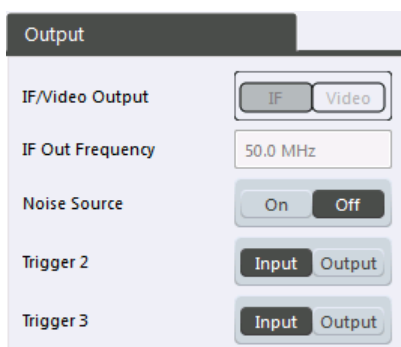 Output
IF/Video Output IF Video
IF Out Frequency 50.0 MHz
Noise Source On Off
Trigger 2 Input Output
Trigger 3 Input Output